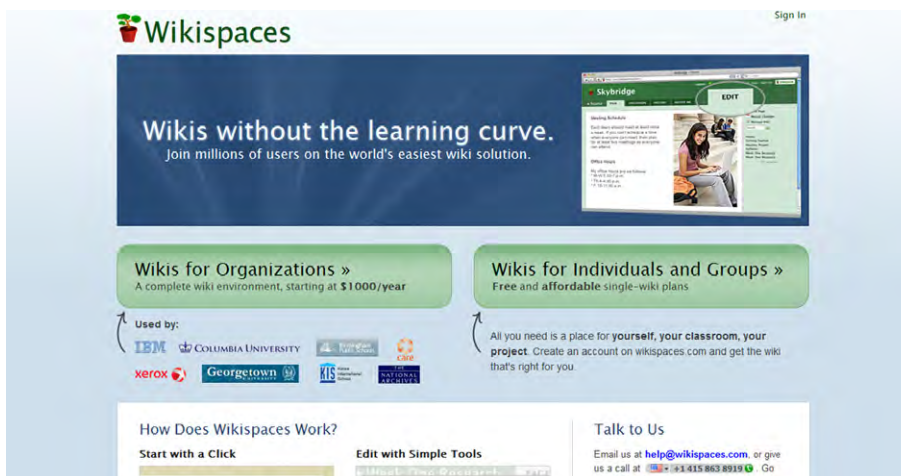 Sign In
Wikispaces
Skybridge
EDIT
Meeting Schedule
Office Hours
Wikis without the learning curve.
Join millions of users on the world's easiest wiki solution.
Wikis for Organizations »
A complete wiki environment, starting at $1000/year
Wikis for Individuals and Groups »
Free and affordable single-wiki plans
Used by:
IBM
COLUMBIA UNIVERSITY
care
xerox
Georgetown
UNIVERSITY
KIS
THE NATIONAL ARCHIVES
All you need is a place for yourself, your classroom, your
project. Create an account on wikispaces.com and get the wiki
that's right for you.
How Does Wikispaces Work?
Start with a Click
Edit with Simple Tools
Talk to Us
Email us at help@wikispaces.com, or give
us a call at +1 415 863 8919 . Go